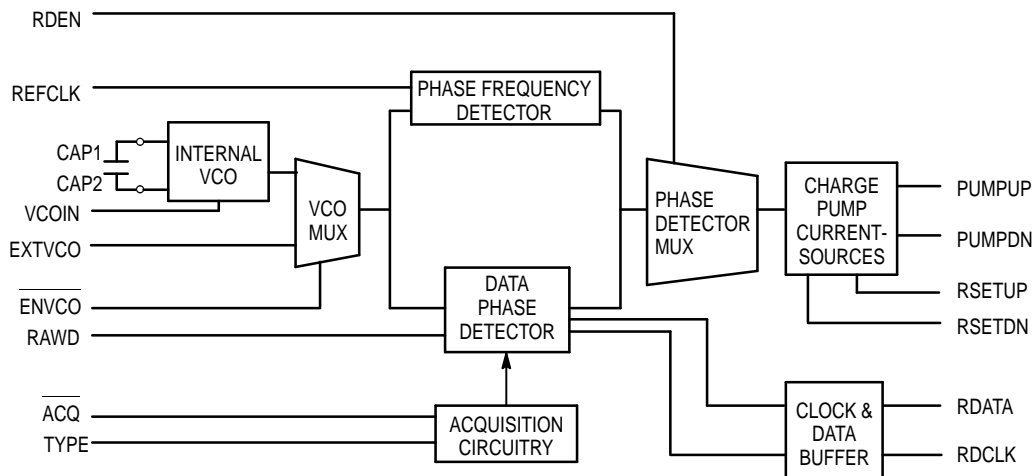 RDEN
REFCLK
PHASE FREQUENCY
DETECTOR
CAP1
CAP2
INTERNAL
VCO
VCOIN
EXTVCO
VCO
MUX
ENVCO
RAWD
DATA
PHASE
DETECTOR
PHASE
DETECTOR
MUX
CHARGE
PUMP
CURRENT-
SOURCES
PUMPUP
PUMPDN
RSETUP
RSETDN
ACQ
TYPE
ACQUISITION
CIRCUITRY
CLOCK &
DATA
BUFFER
RDATA
RDCLK